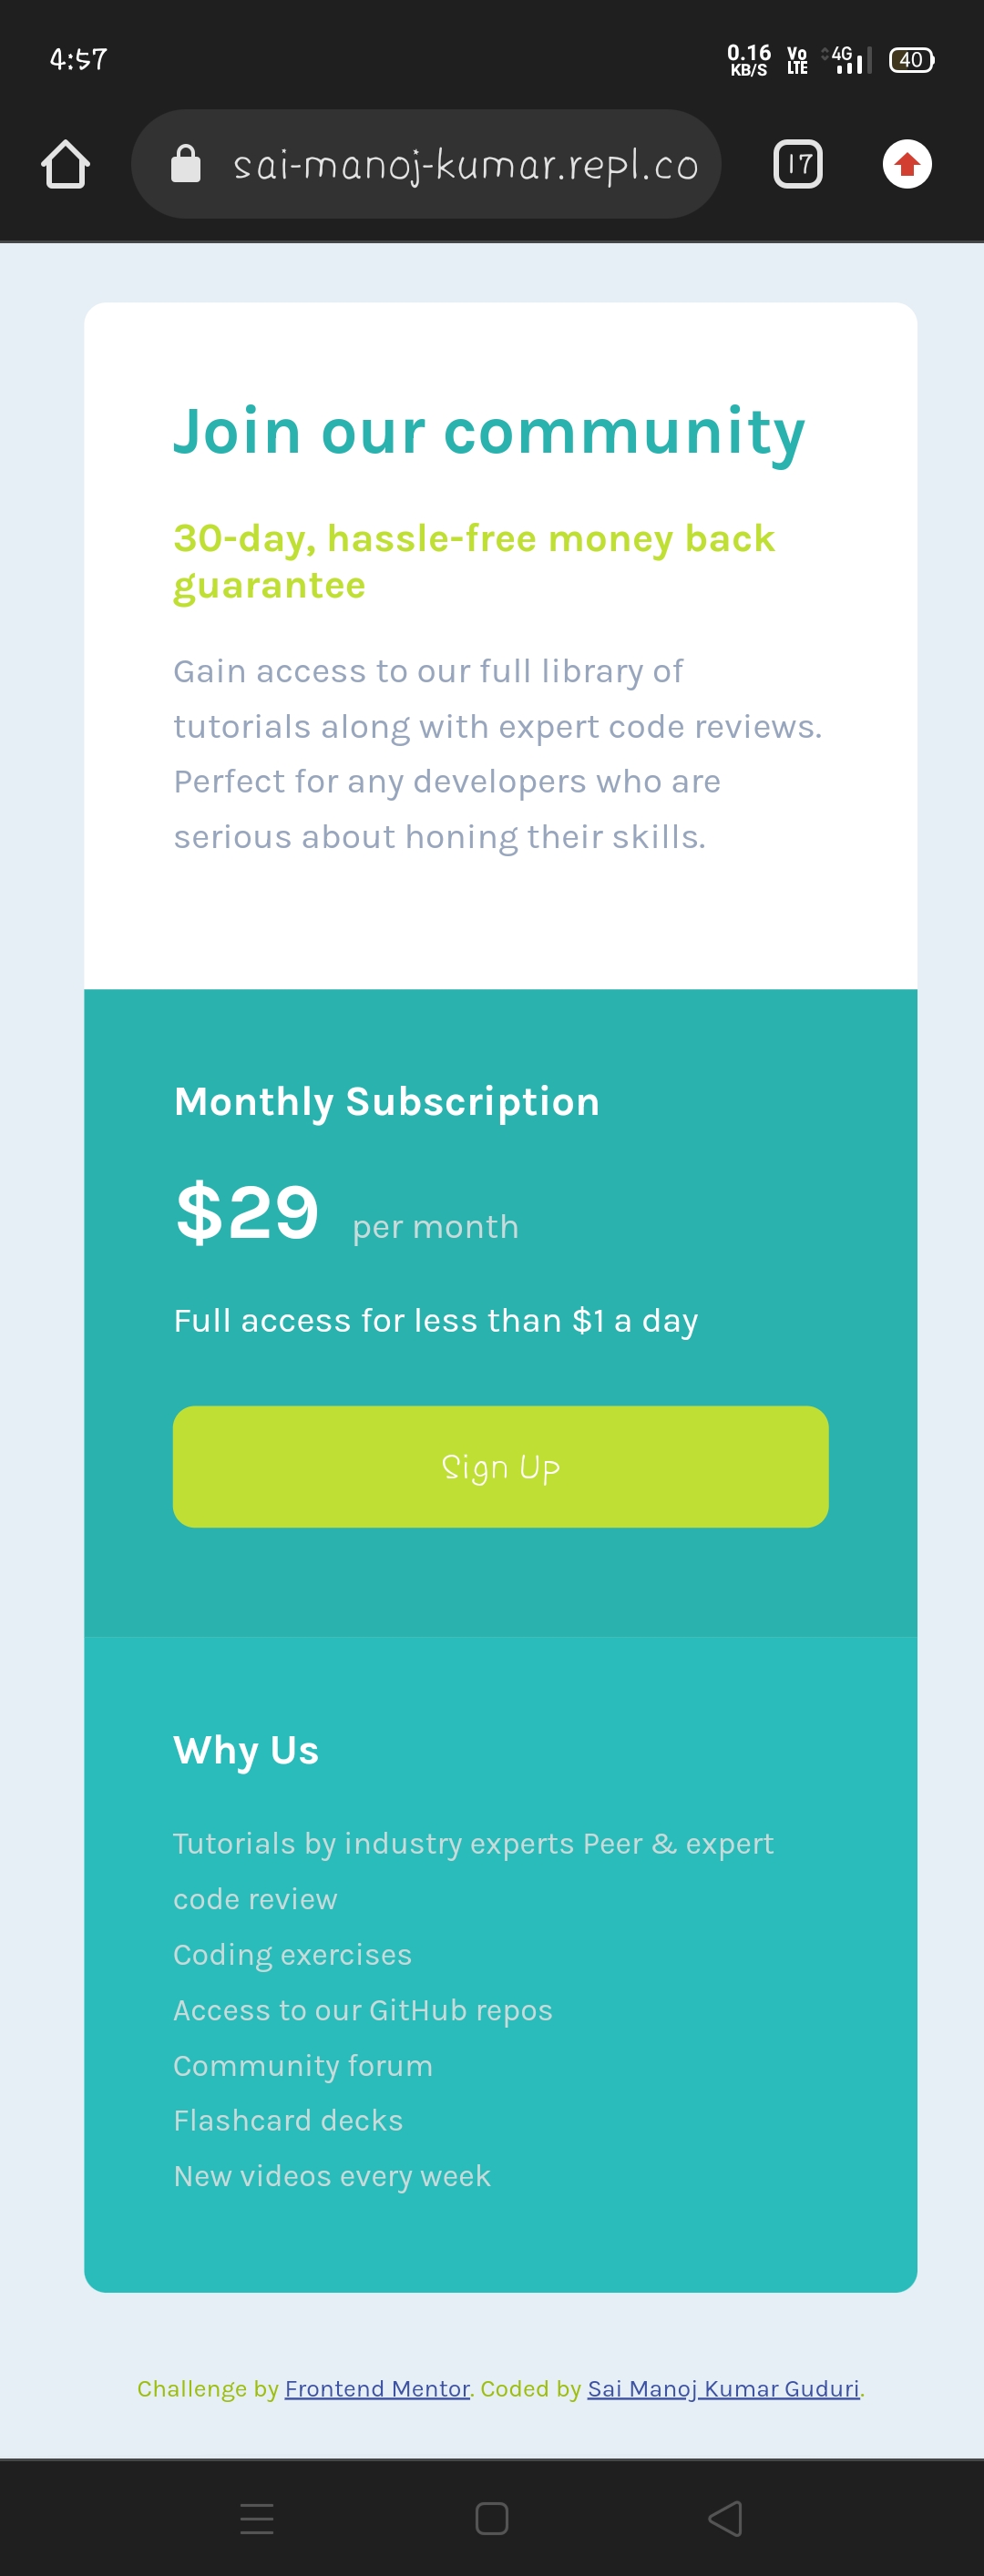 4:57
0.16
KB/S
Vo
LTE
4G
40
sai-manoj-kumar.repl.co
17
Join our community
30-day, hassle-free money back
guarantee
Gain access to our full library of
tutorials along with expert code reviews.
Perfect for any developers who are
serious about honing their skills.
Monthly Subscription
$29 per month
Full access for less than $1 a day
Sign Up
Why Us
Tutorials by industry experts Peer & expert
code review
Coding exercises
Access to our GitHub repos
Community forum
Flashcard decks
New videos every week
Challenge by Frontend Mentor. Coded by Sai Manoj Kumar Guduri.